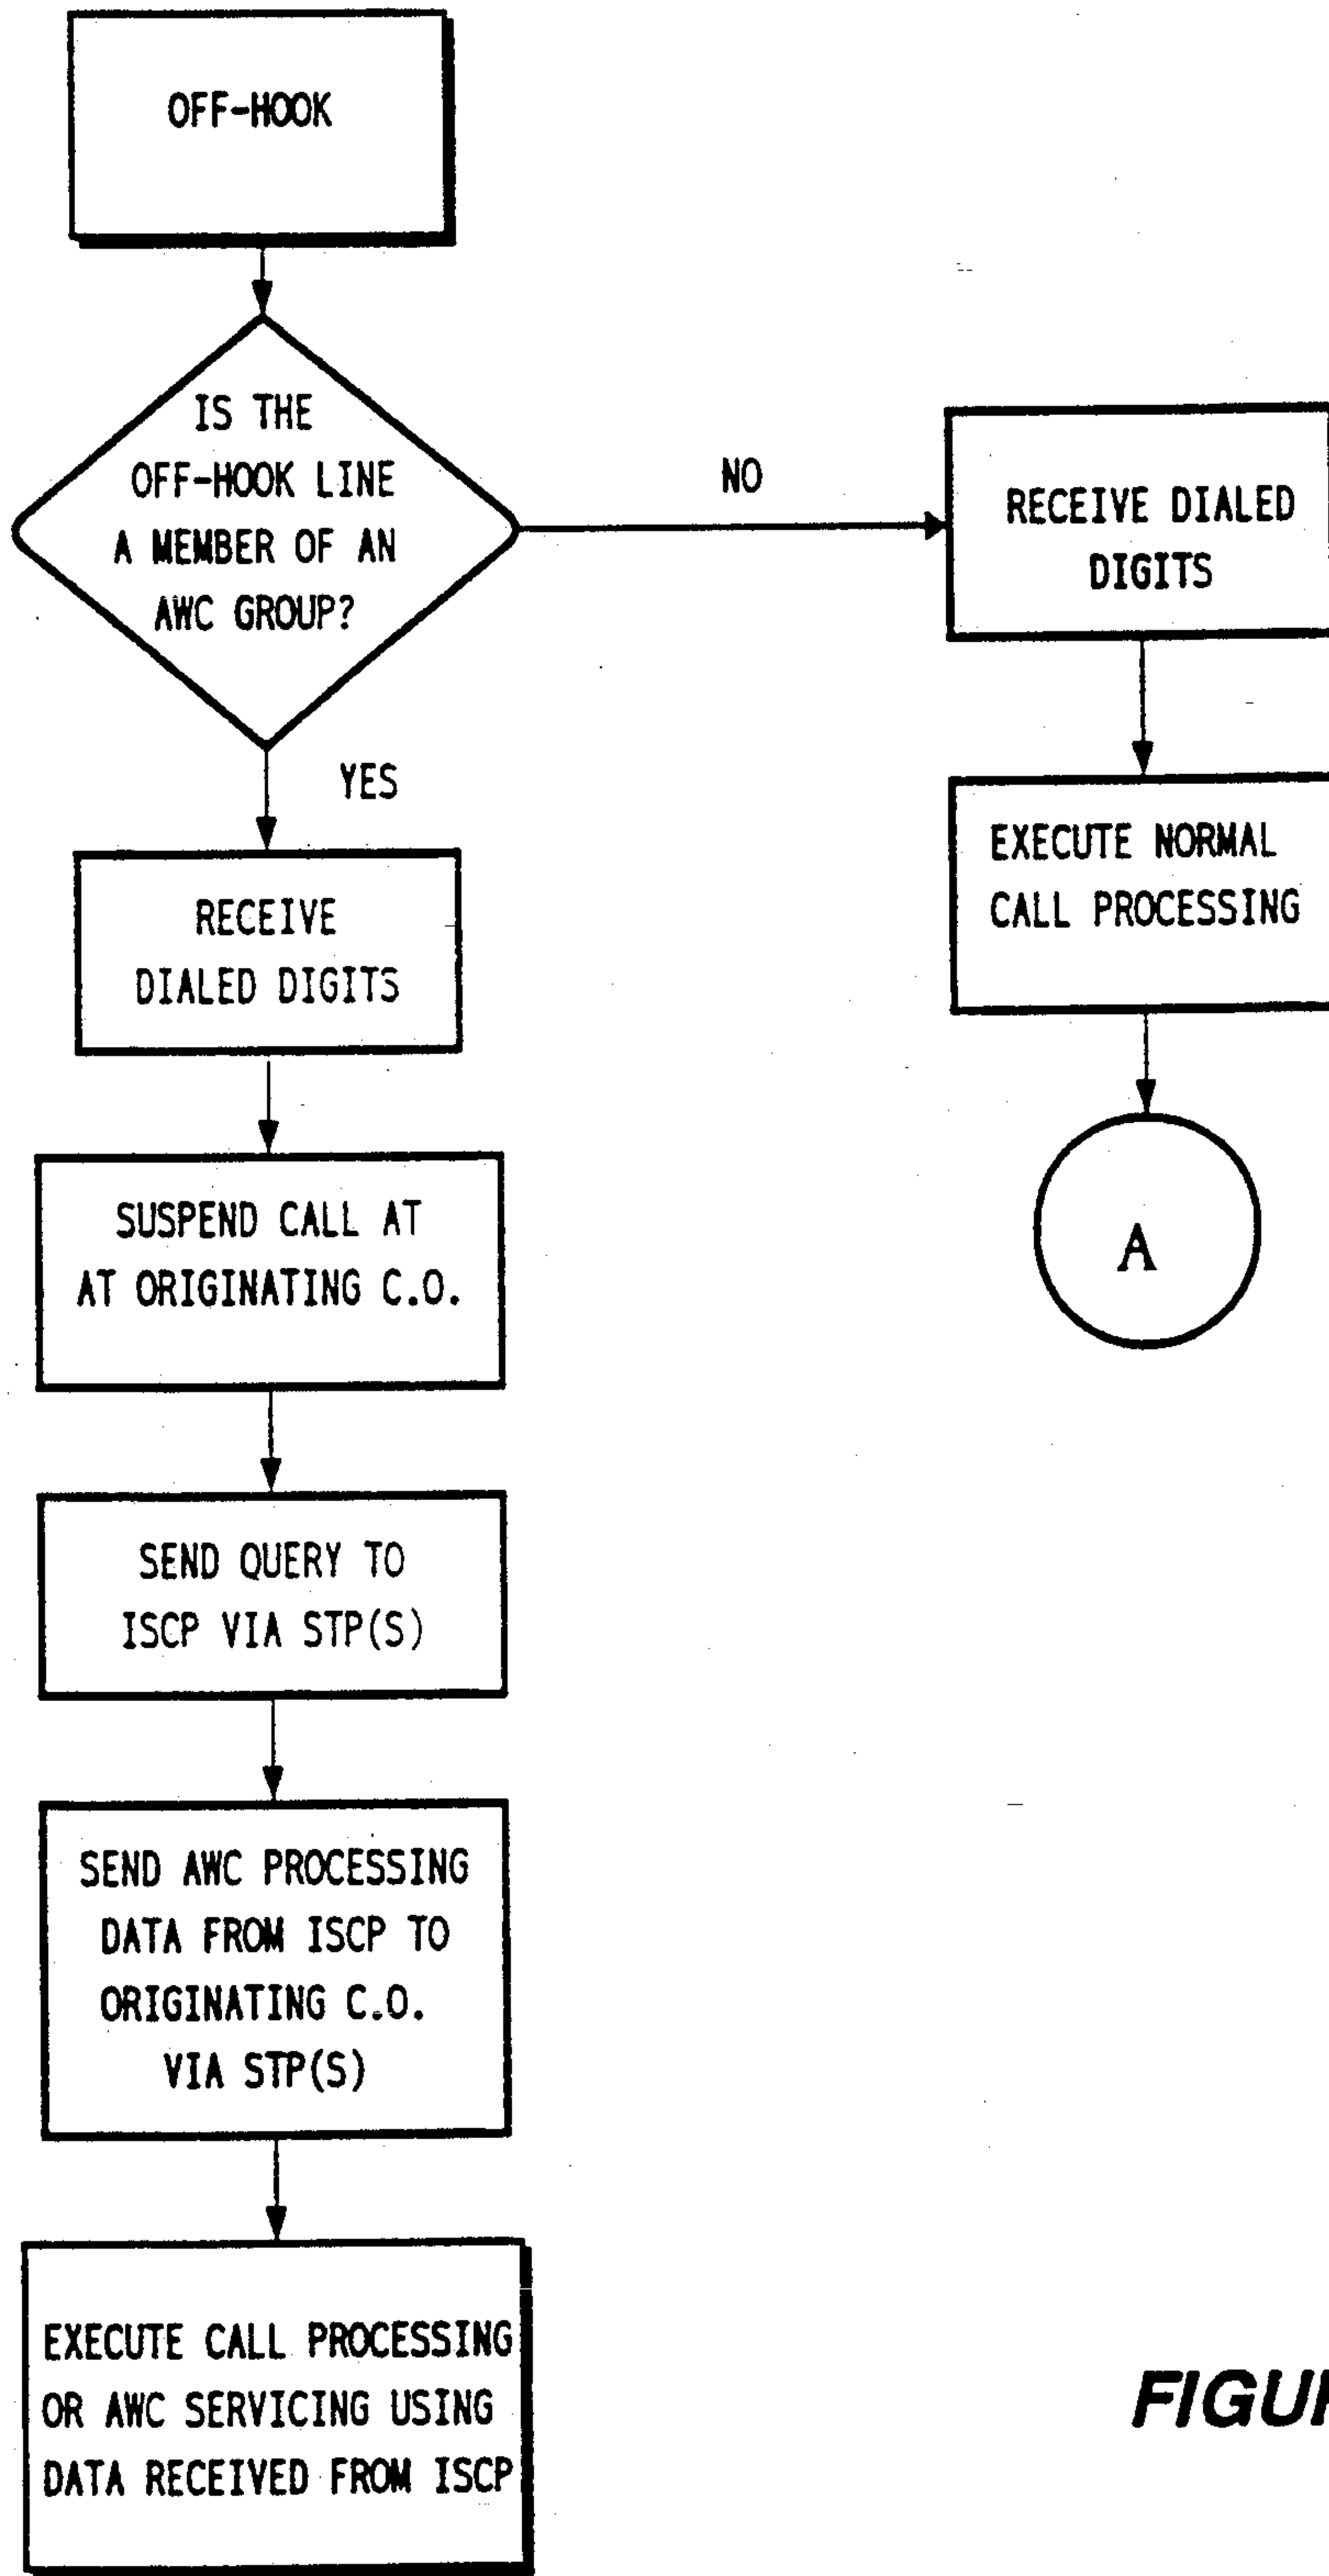 OFF-HOOK
IS THE
OFF-HOOK LINE
A MEMBER OF AN
AWC GROUP?
NO
YES
RECEIVE DIALED
DIGITS
EXECUTE NORMAL
CALL PROCESSING
A
RECEIVE
DIALED DIGITS
SUSPEND CALL AT
AT ORIGINATING C.O.
SEND QUERY TO
ISCP VIA STP(S)
SEND AWC PROCESSING
DATA FROM ISCP TO
ORIGINATING C.O.
VIA STP(S)
EXECUTE CALL PROCESSING
OR AWC SERVICING USING
DATA RECEIVED FROM ISCP